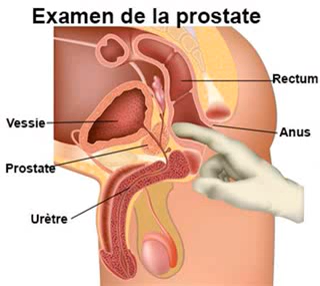 Examen de la prostate
Rectum
Vessie
Anus
Prostate
Urètre